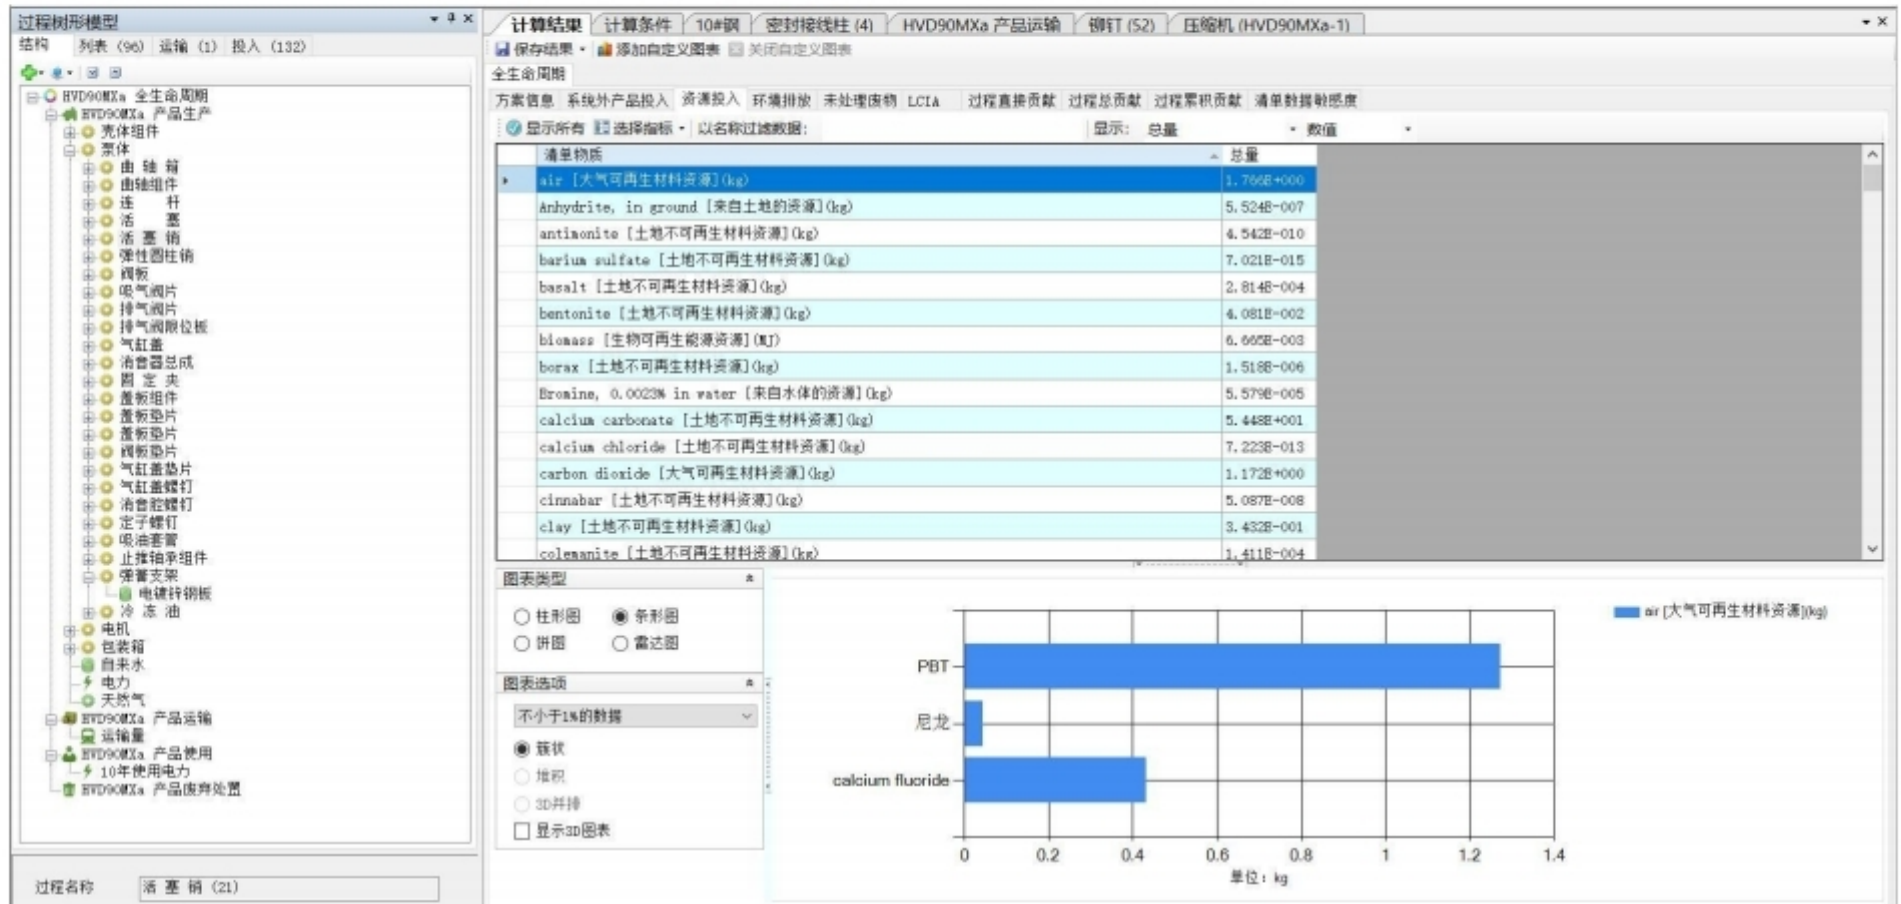 过程树形模型
结构 列表 (96) 运输 (1) 投入 (132)
HVD90MXa 全生命周期
HVD90MXa 产品生产
壳体组件
泵体
曲 轴 箱
曲轴组件
连 杆
活 塞
活 塞 销
弹性圆柱销
阀板
吸气阀片
排气阀片
排气阀限位板
气缸盖
消音器总成
固 定 夹
盖板组件
盖板垫片
盖板垫片
阀板垫片
气缸盖垫片
气缸盖螺钉
消音腔螺钉
定子螺钉
吸油套管
止推轴承组件
弹簧支架
电镀锌钢板
冷 冻 油
电机
包装箱
自来水
电力
天然气
HVD90MXa 产品运输
运输量
HVD90MXa 产品使用
10年使用电力
HVD90MXa 产品废弃处置
过程名称 活 塞 销 (21)
计算结果 计算条件 10#钢 密封接线柱 (4) HVD90MXa 产品运输 铆钉 (52) 压缩机 (HVD90MXa-1)
保存结果 添加自定义图表 关闭自定义图表
全生命周期
方案信息 系统外产品投入 资源投入 环境排放 未处理废物 LCIA 过程直接贡献 过程总贡献 过程累积贡献 清单数据敏感度
显示所有 选择指标 以名称过滤数据: 显示: 总量 数值
清单物质 总量
air [大气可再生材料资源](kg) 1.766E+000
Anhydrite, in ground [来自土地的资源](kg) 5.524E-007
antimonite [土地不可再生材料资源](kg) 4.542E-010
barium sulfate [土地不可再生材料资源](kg) 7.021E-015
basalt [土地不可再生材料资源](kg) 2.814E-004
bentonite [土地不可再生材料资源](kg) 4.081E-002
biomass [生物可再生能源资源](MJ) 6.665E-003
borax [土地不可再生材料资源](kg) 1.518E-006
Bromine, 0.0023% in water [来自水体的资源](kg) 5.579E-005
calcium carbonate [土地不可再生材料资源](kg) 5.448E+001
calcium chloride [土地不可再生材料资源](kg) 7.223E-013
carbon dioxide [大气可再生材料资源](kg) 1.172E+000
cinnabar [土地不可再生材料资源](kg) 5.087E-008
clay [土地不可再生材料资源](kg) 3.432E-001
colemanite [土地不可再生材料资源](kg) 1.411E-004
图表类型
柱形图 条形图
饼图 雷达图
图表选项
不小于1%的数据
簇状
堆积
3D并排
显示3D图表
air [大气可再生材料资源](kg)
PBT
尼龙
calcium fluoride
0 0.2 0.4 0.6 0.8 1 1.2 1.4
单位: kg